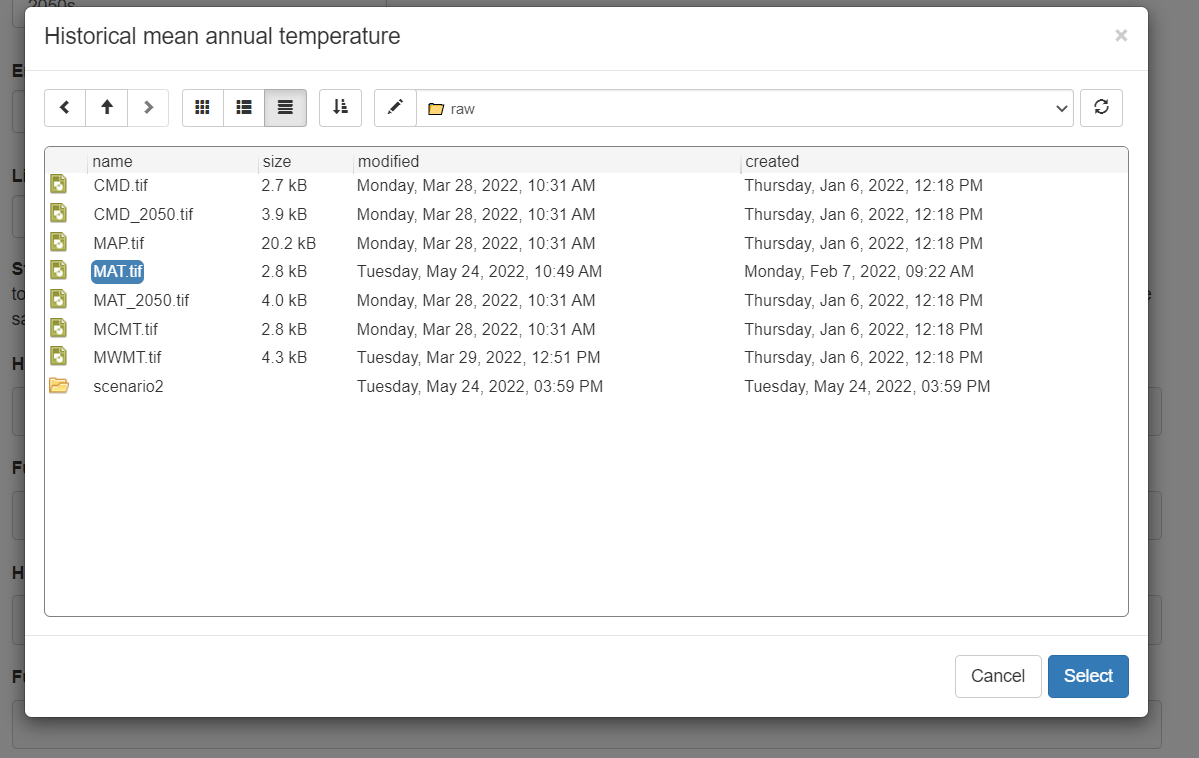 2050s
Historical mean annual temperature
×
raw
name size modified created
CMD.tif 2.7 kB Monday, Mar 28, 2022, 10:31 AM Thursday, Jan 6, 2022, 12:18 PM
CMD_2050.tif 3.9 kB Monday, Mar 28, 2022, 10:31 AM Thursday, Jan 6, 2022, 12:18 PM
MAP.tif 20.2 kB Monday, Mar 28, 2022, 10:31 AM Thursday, Jan 6, 2022, 12:18 PM
MAT.tif 2.8 kB Tuesday, May 24, 2022, 10:49 AM Monday, Feb 7, 2022, 09:22 AM
MAT_2050.tif 4.0 kB Monday, Mar 28, 2022, 10:31 AM Thursday, Jan 6, 2022, 12:18 PM
MCMT.tif 2.8 kB Monday, Mar 28, 2022, 10:31 AM Thursday, Jan 6, 2022, 12:18 PM
MWMT.tif 4.3 kB Tuesday, Mar 29, 2022, 12:51 PM Thursday, Jan 6, 2022, 12:18 PM
scenario2 Tuesday, May 24, 2022, 03:59 PM Tuesday, May 24, 2022, 03:59 PM
Cancel Select